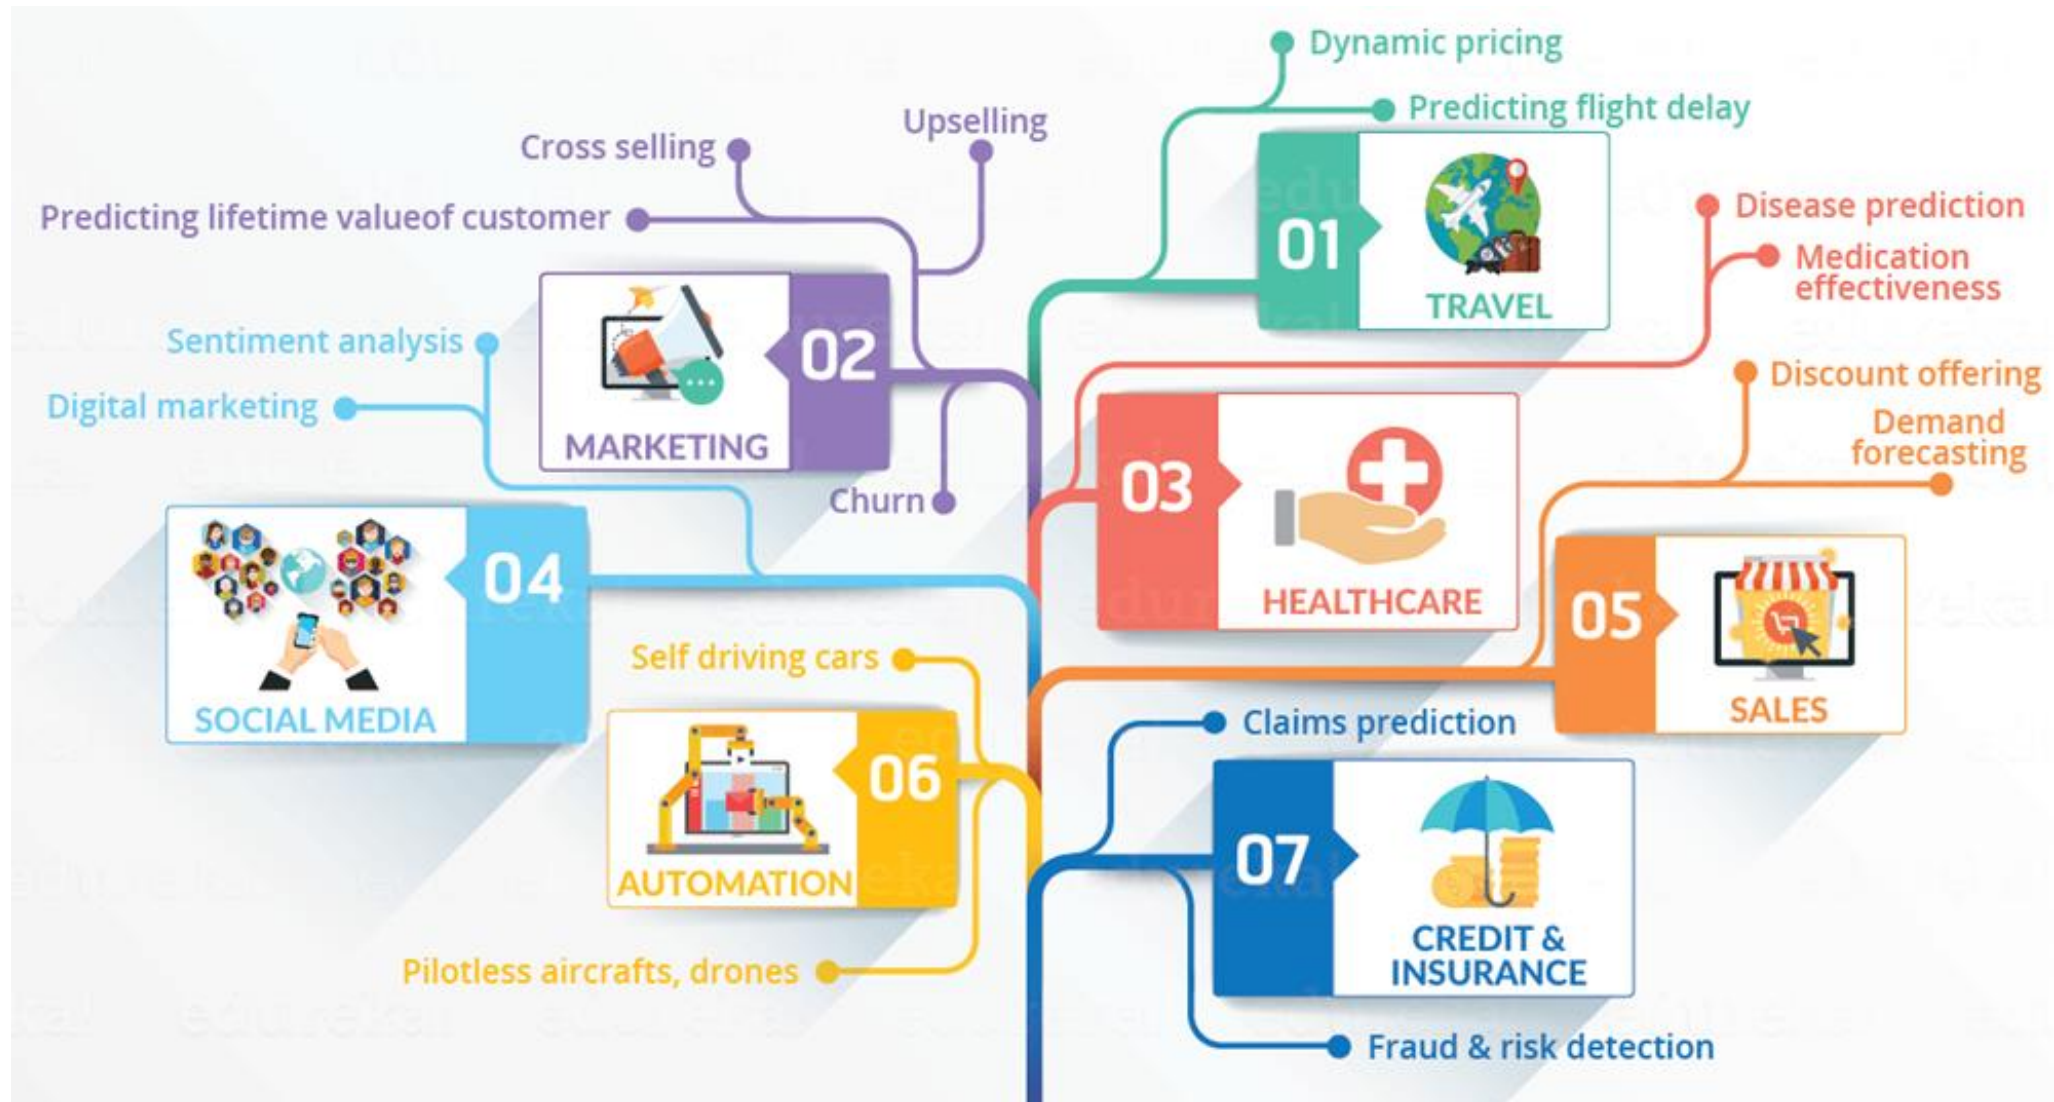 Dynamic pricing
Predicting flight delay
01
TRAVEL
Upselling
Cross selling
Predicting lifetime valueof customer
02
MARKETING
Churn
Disease prediction
Medication
effectiveness
03
HEALTHCARE
Sentiment analysis
Digital marketing
04
SOCIAL MEDIA
Discount offering
Demand
forecasting
05
SALES
Self driving cars
06
AUTOMATION
Pilotless aircrafts, drones
Claims prediction
07
CREDIT &
INSURANCE
Fraud & risk detection
edureka!